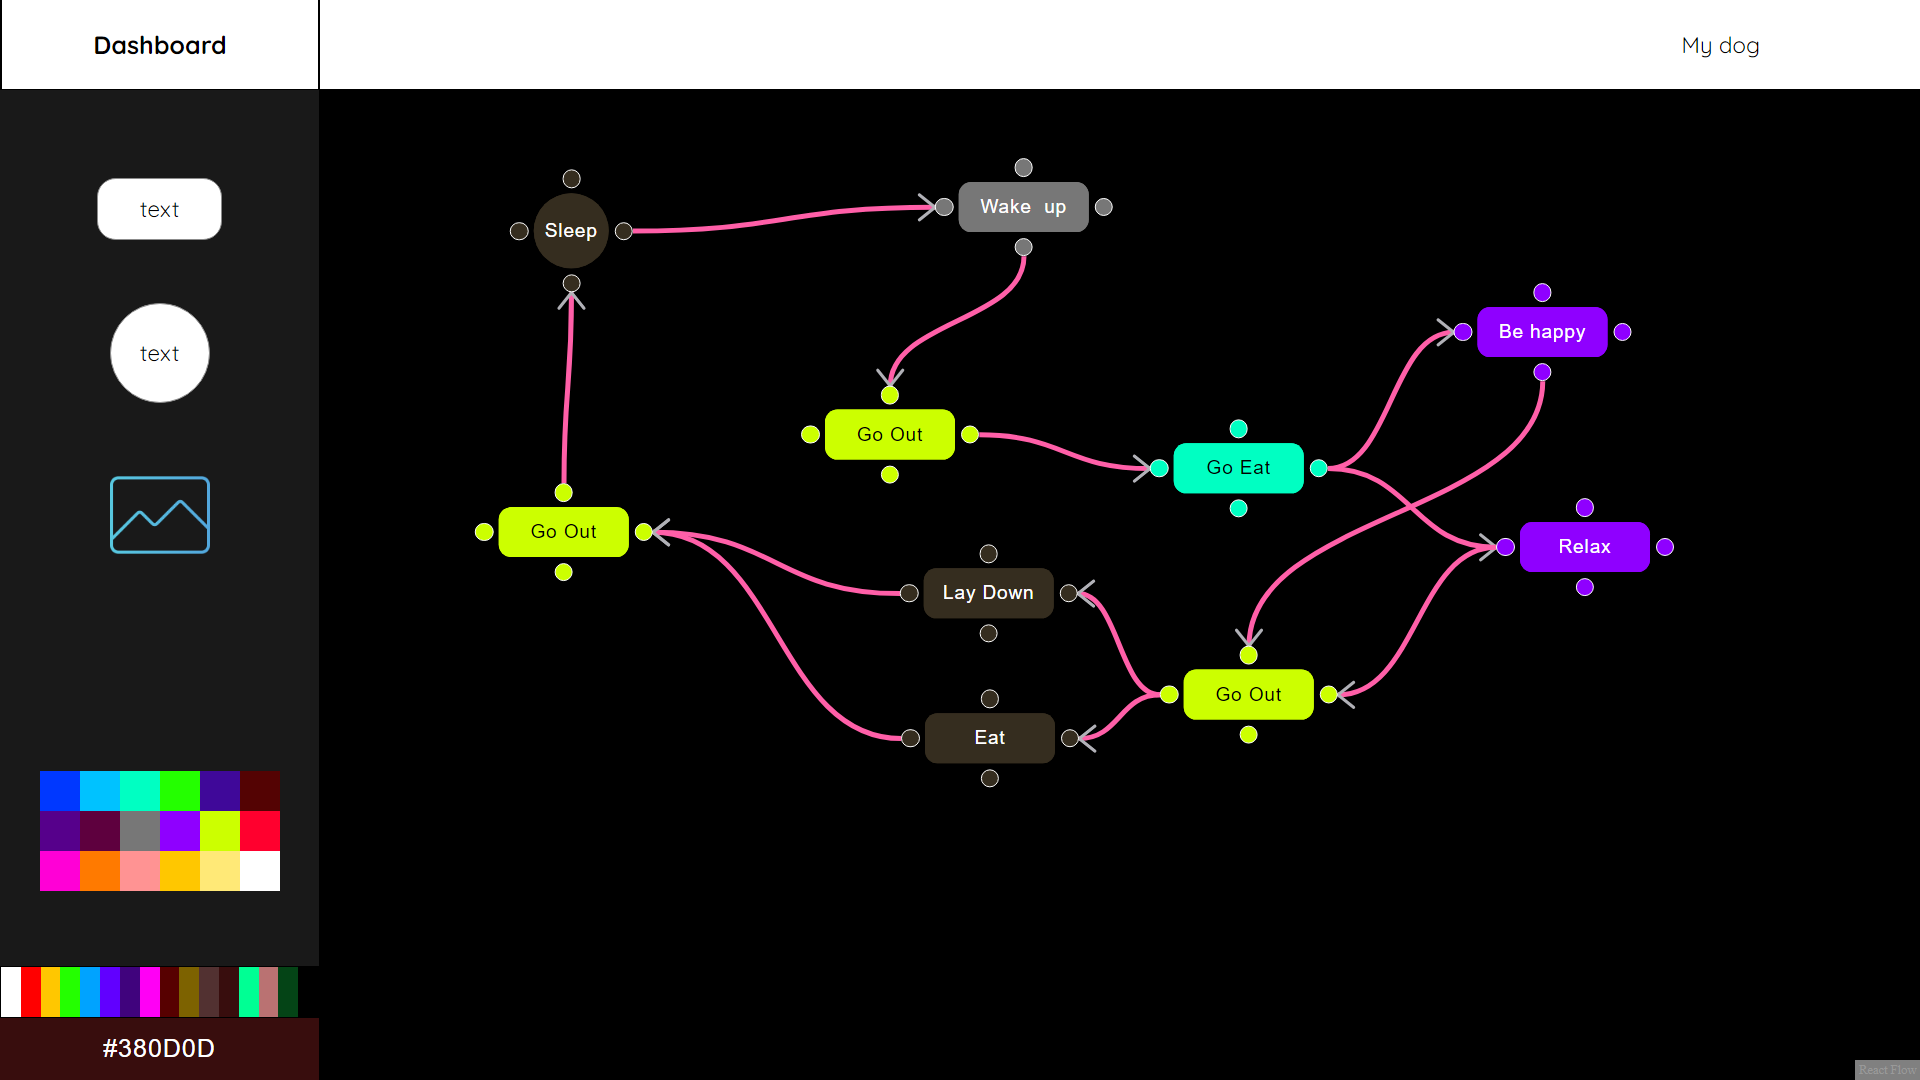 Dashboard
My dog
text
text
#380D0D
Sleep
Wake up
Be happy
Go Out
Go Eat
Go Out
Relax
Lay Down
Go Out
Eat
React Flow